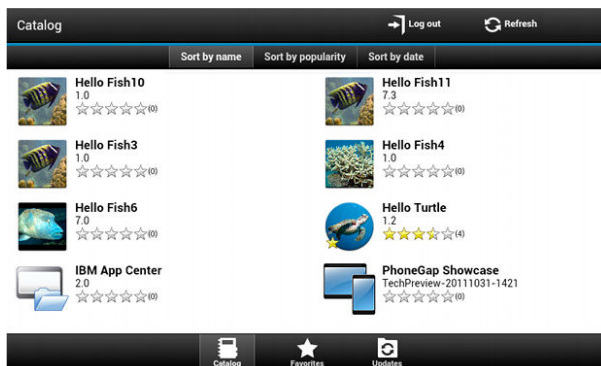 Catalog
Log out
Refresh
Sort by name
Sort by popularity
Sort by date
Hello Fish10
1.0
(0)
Hello Fish11
7.3
(0)
Hello Fish3
1.0
(0)
Hello Fish4
1.0
(0)
Hello Fish6
7.0
(0)
Hello Turtle
1.2
(4)
IBM App Center
2.0
(0)
PhoneGap Showcase
TechPreview-20111031-1421
(0)
Catalog
Favorites
Updates